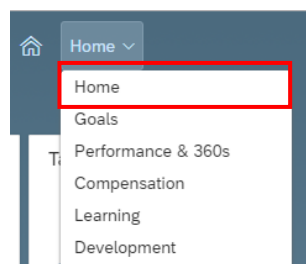 Home
Home
Goals
Performance & 360s
Compensation
Learning
Development